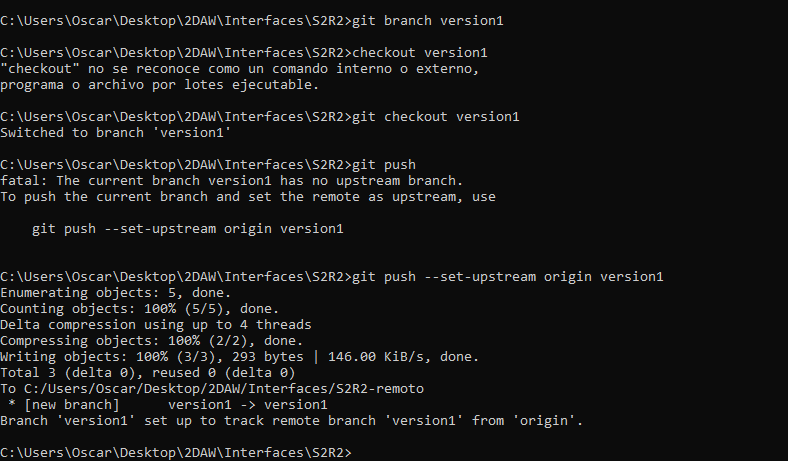 C:\Users\Oscar\Desktop\2DAW\Interfaces\S2R2>git branch version1
C:\Users\Oscar\Desktop\2DAW\Interfaces\S2R2>checkout version1
"checkout" no se reconoce como un comando interno o externo,
programa o archivo por lotes ejecutable.
C:\Users\Oscar\Desktop\2DAW\Interfaces\S2R2>git checkout version1
Switched to branch 'version1'
C:\Users\Oscar\Desktop\2DAW\Interfaces\S2R2>git push
fatal: The current branch version1 has no upstream branch.
To push the current branch and set the remote as upstream, use
    git push --set-upstream origin version1
C:\Users\Oscar\Desktop\2DAW\Interfaces\S2R2>git push --set-upstream origin version1
Enumerating objects: 5, done.
Counting objects: 100% (5/5), done.
Delta compression using up to 4 threads
Compressing objects: 100% (2/2), done.
Writing objects: 100% (3/3), 293 bytes | 146.00 KiB/s, done.
Total 3 (delta 0), reused 0 (delta 0)
To C:/Users/Oscar/Desktop/2DAW/Interfaces/S2R2-remoto
 * [new branch]      version1 -> version1
Branch 'version1' set up to track remote branch 'version1' from 'origin'.
C:\Users\Oscar\Desktop\2DAW\Interfaces\S2R2>